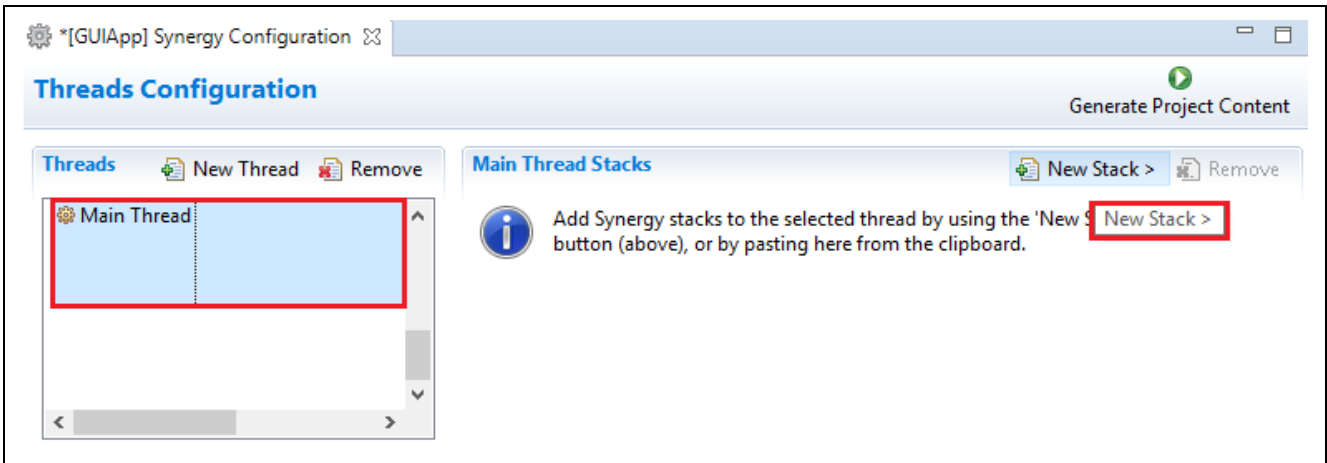 *[GUIApp] Synergy Configuration
Threads Configuration
Generate Project Content
Threads New Thread Remove
Main Thread Stacks New Stack > Remove
Main Thread
Add Synergy stacks to the selected thread by using the 'New S New Stack >
button (above), or by pasting here from the clipboard.